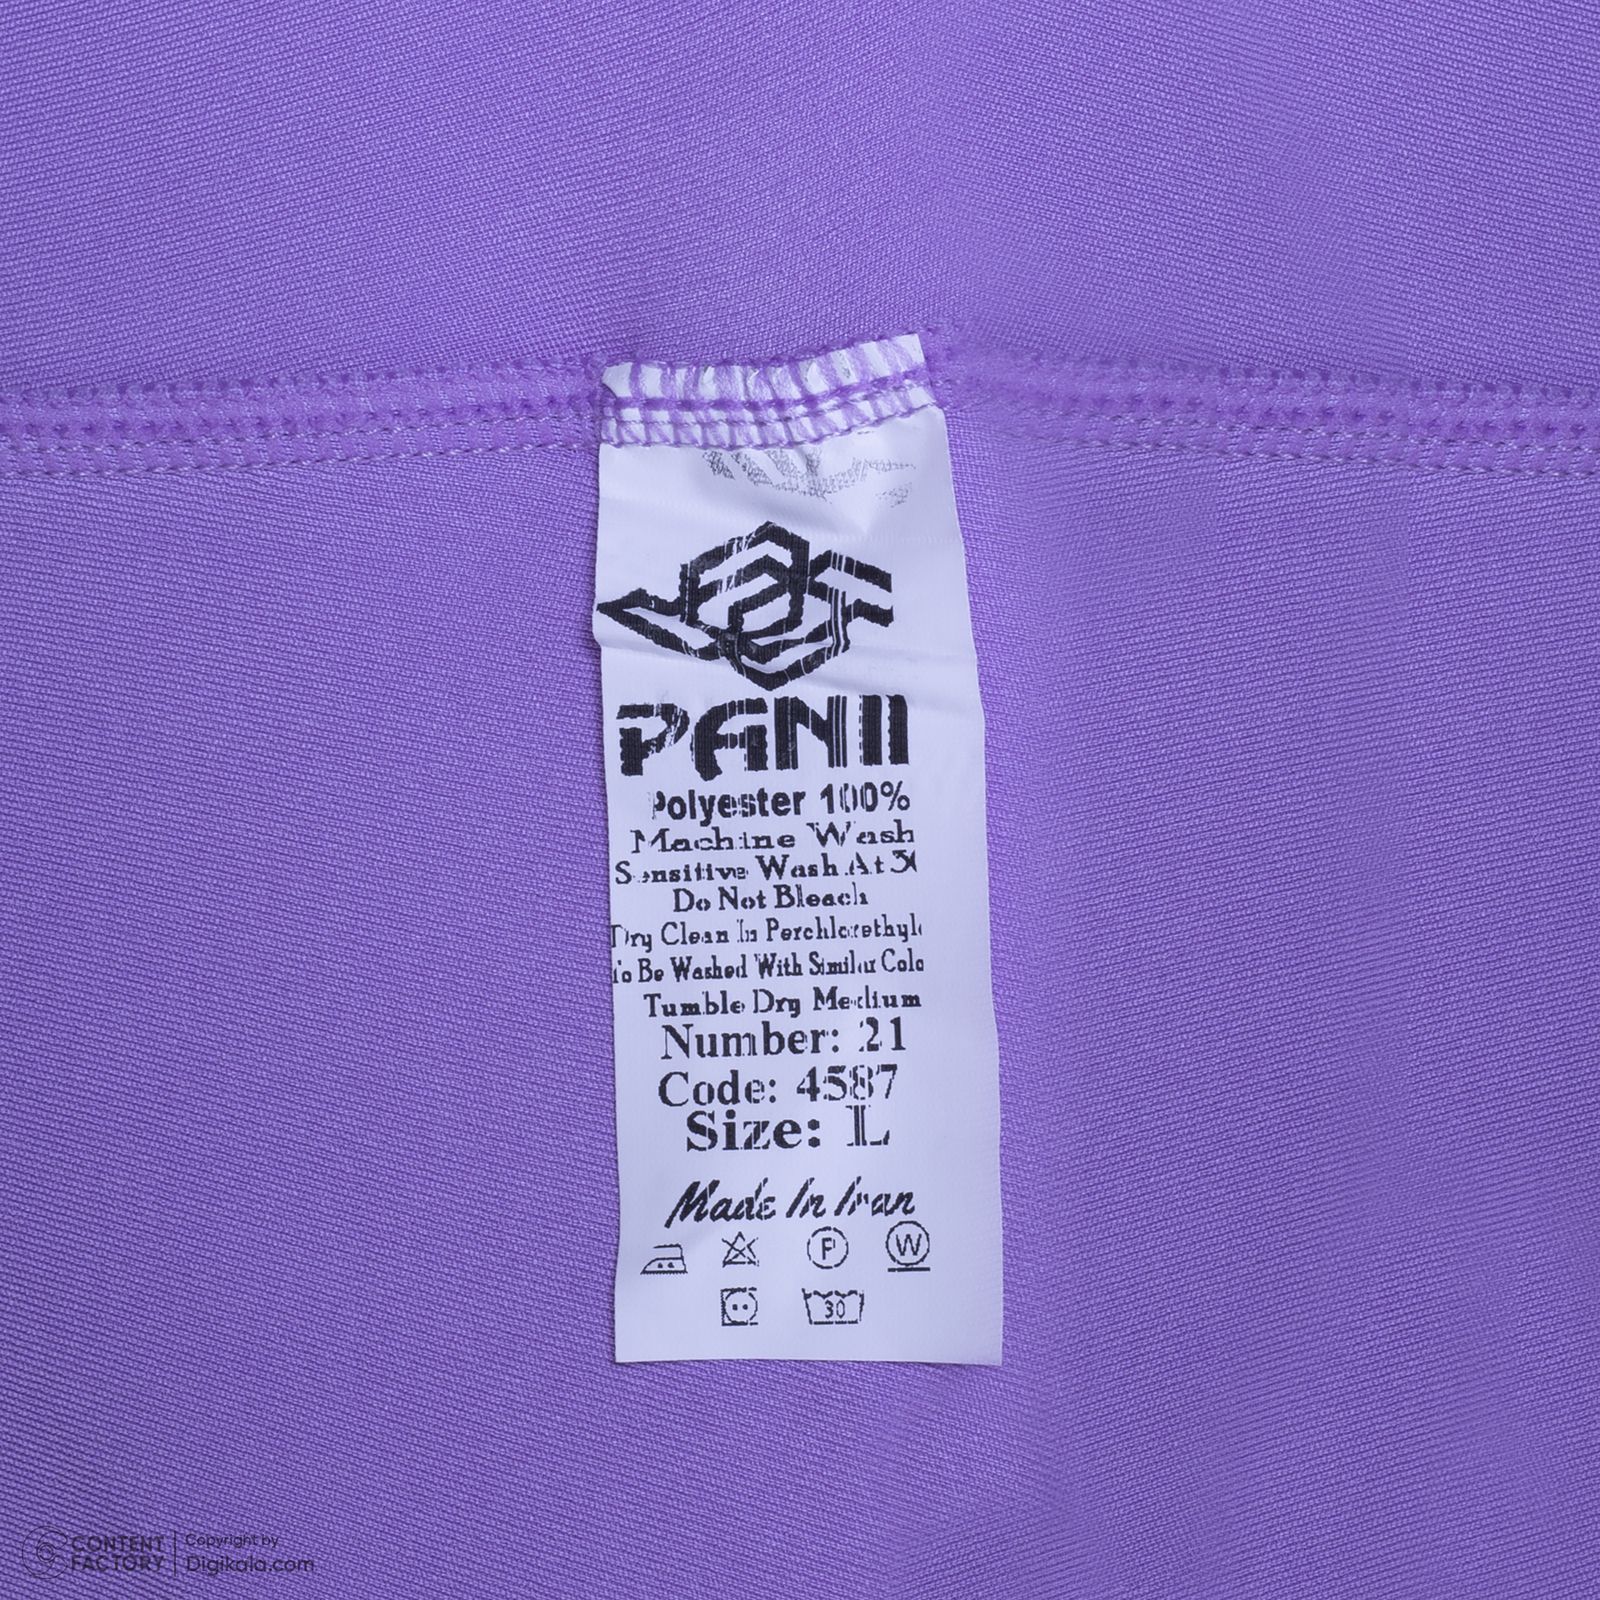 PANII
Polyester 100%
Machine Wash
Sensitive Wash At 30
Do Not Bleach
Dry Clean In Perchlorethyle
To Be Washed With Similar Colo
Tumble Dry Medium
Number: 21
Code: 4587
Size: L
Made In Iran
P W
30
CONTENT FACTORY
Copyright by
Digikala.com